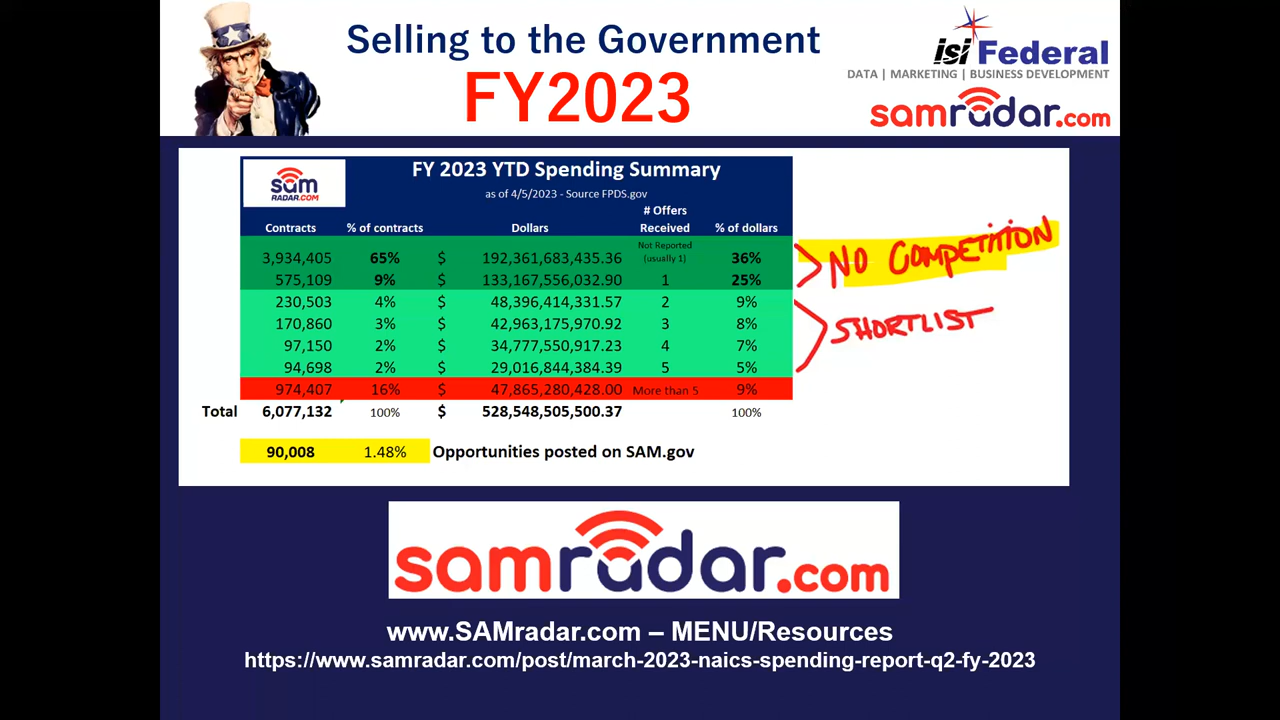 Selling to the Government
FY2023
isi Federal
DATA | MARKETING | BUSINESS DEVELOPMENT
samradar.com
sam
RADAR.COM
FY 2023 YTD Spending Summary
as of 4/5/2023 - Source FPDS.gov
Contracts % of contracts Dollars # Offers Received % of dollars
3,934,405 65% $ 192,361,683,435.36 Not Reported (usually 1) 36%
575,109 9% $ 133,167,556,032.90 1 25%
NO COMPETITION
230,503 4% $ 48,396,414,331.57 2 9%
170,860 3% $ 42,963,175,970.92 3 8%
SHORTLIST
97,150 2% $ 34,777,550,917.23 4 7%
94,698 2% $ 29,016,844,384.39 5 5%
974,407 16% $ 47,865,280,428.00 More than 5 9%
Total 6,077,132 100% $ 528,548,505,500.37 100%
90,008 1.48% Opportunities posted on SAM.gov
samradar.com
www.SAMradar.com – MENU/Resources
https://www.samradar.com/post/march-2023-naics-spending-report-q2-fy-2023